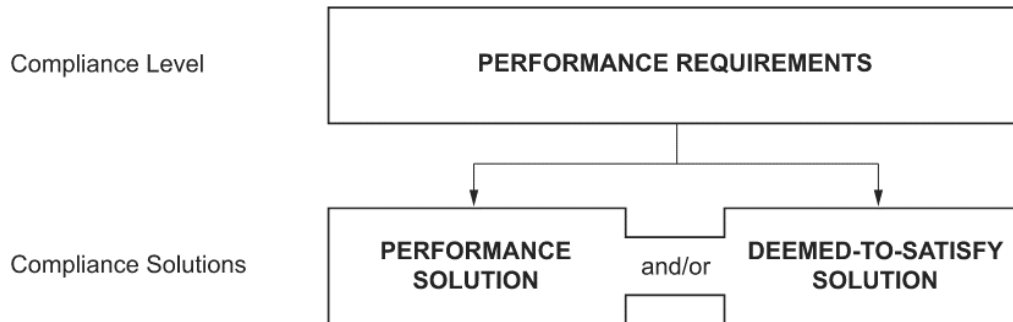 Compliance Level
PERFORMANCE REQUIREMENTS
Compliance Solutions
PERFORMANCE
SOLUTION
and/or
DEEMED-TO-SATISFY
SOLUTION